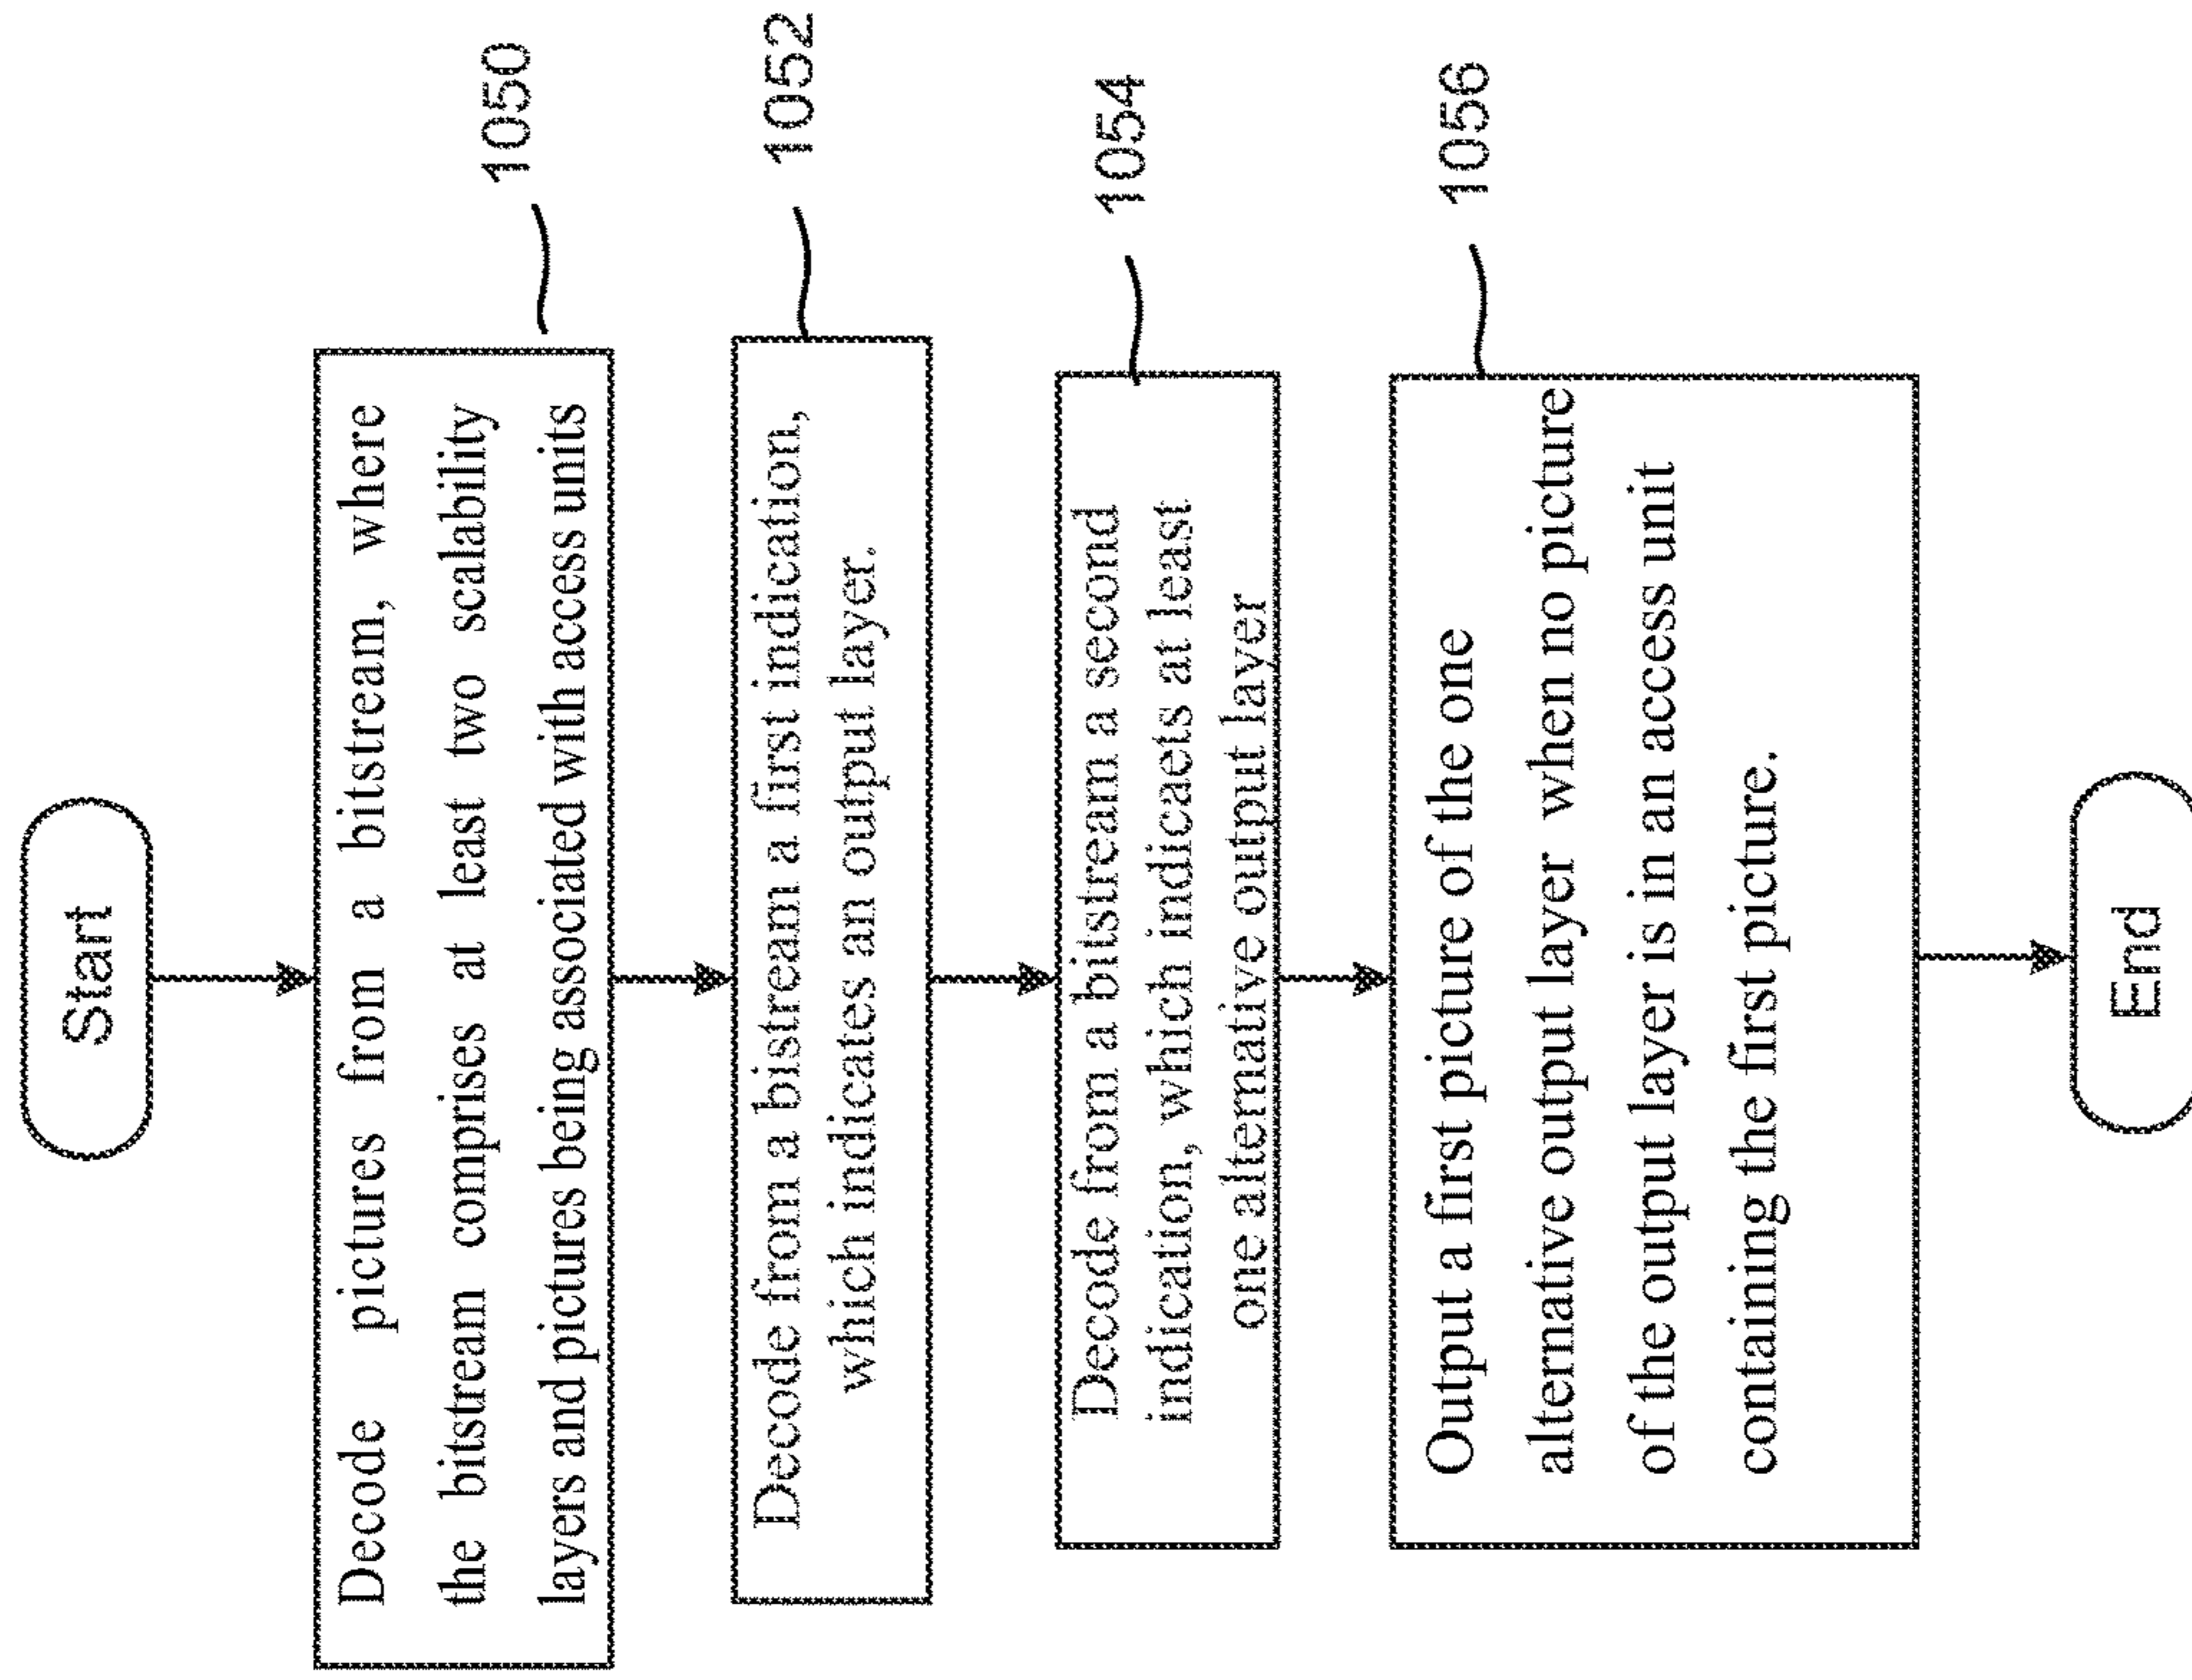 Start
Decode pictures from a bitstream, where
the bitstream comprises at least two scalability
layers and pictures being associated with access units
1050
Decode from a bistream a first indication,
which indicates an output layer.
1052
Decode from a bitstream a second
indication, which indicaets at least
one alternative output layer
1054
Output a first picture of the one
alternative output layer when no picture
of the output layer is in an access unit
containing the first picture.
1056
End